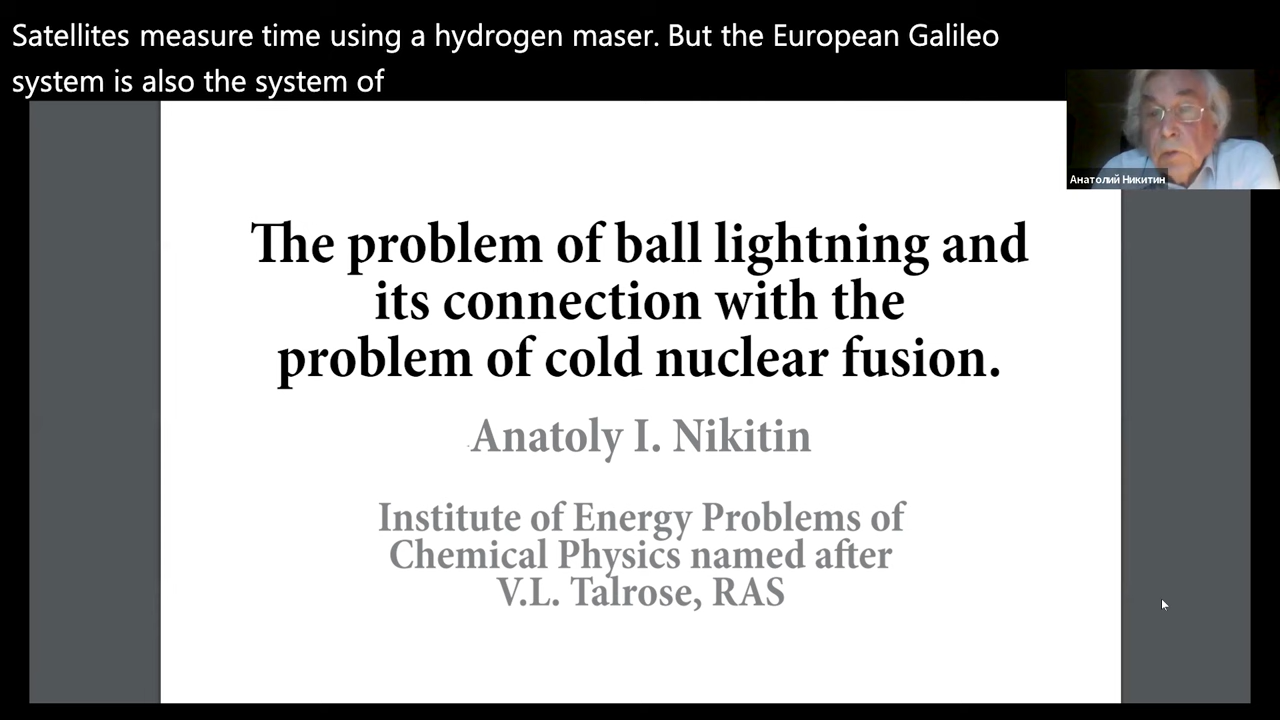 Satellites measure time using a hydrogen maser. But the European Galileo
system is also the system of
Анатолий Никитин
The problem of ball lightning and
its connection with the
problem of cold nuclear fusion.
Anatoly I. Nikitin
Institute of Energy Problems of
Chemical Physics named after
V.L. Talrose, RAS